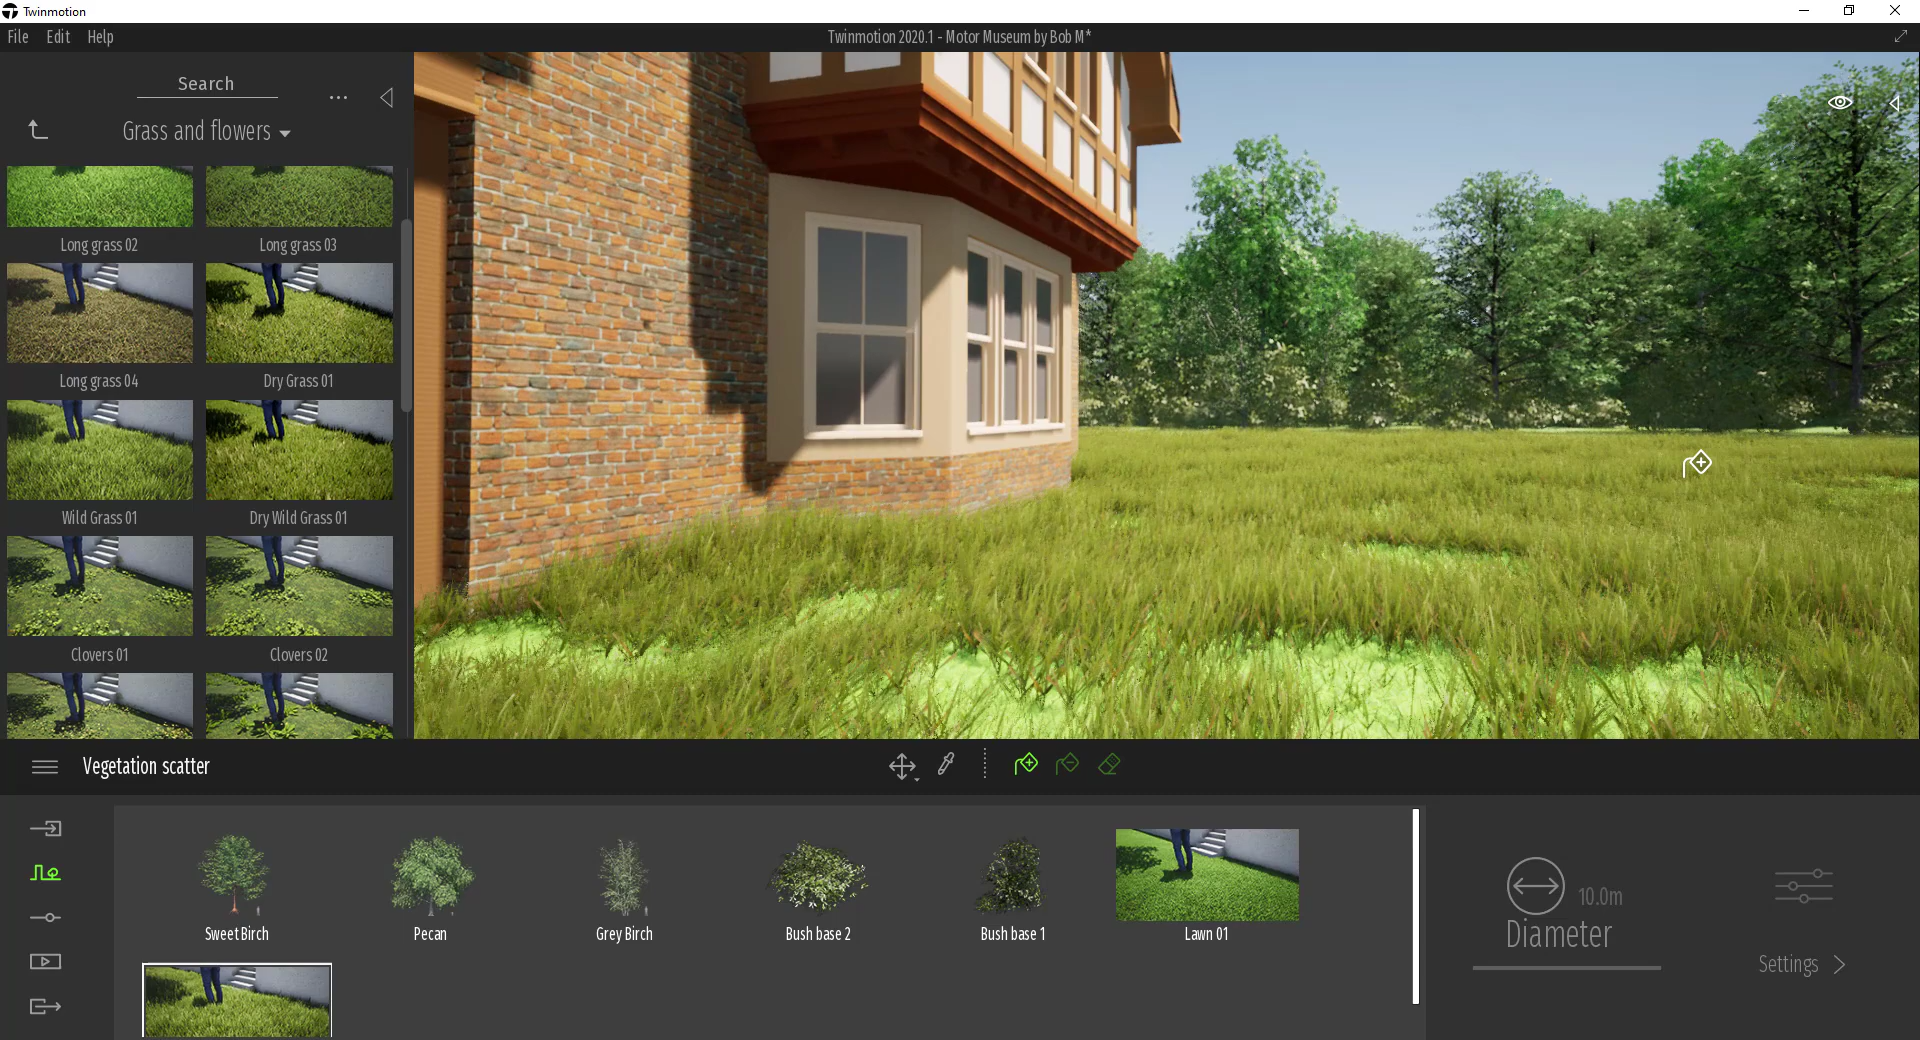 Twinmotion
File Edit Help
Twinmotion 2020.1 - Motor Museum by Bob M*
Search
Grass and flowers
Long grass 02
Long grass 03
Long grass 04
Dry Grass 01
Wild Grass 01
Dry Wild Grass 01
Clovers 01
Clovers 02
Vegetation scatter
Sweet Birch
Pecan
Grey Birch
Bush base 2
Bush base 1
Lawn 01
10.0m
Diameter
Settings